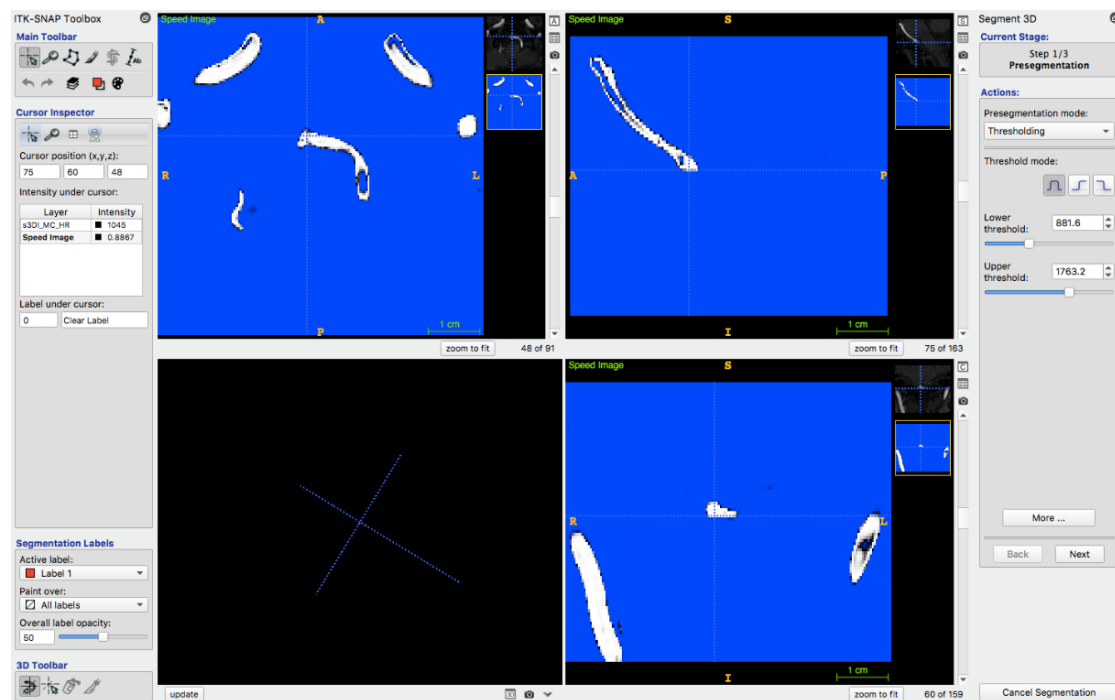 ITK-SNAP Toolbox
Main Toolbar
Cursor Inspector
Cursor position (x,y,z):
75 60 48
Intensity under cursor:
Layer Intensity
s3DI_MC_HR 1045
Speed Image 0.8867
Label under cursor:
0 Clear Label
Segmentation Labels
Active label:
Label 1
Paint over:
All labels
Overall label opacity:
50
3D Toolbar
Speed Image
A
A
R
L
P
1 cm
zoom to fit 48 of 91
Speed Image
S
S
A
P
I
1 cm
zoom to fit 75 of 163
update
3D
Speed Image
S
C
R
L
I
1 cm
zoom to fit 60 of 159
Segment 3D
Current Stage:
Step 1/3
Presegmentation
Actions:
Presegmentation mode:
Thresholding
Threshold mode:
Lower
threshold:
881.6
Upper
threshold:
1763.2
More ...
Back Next
Cancel Segmentation